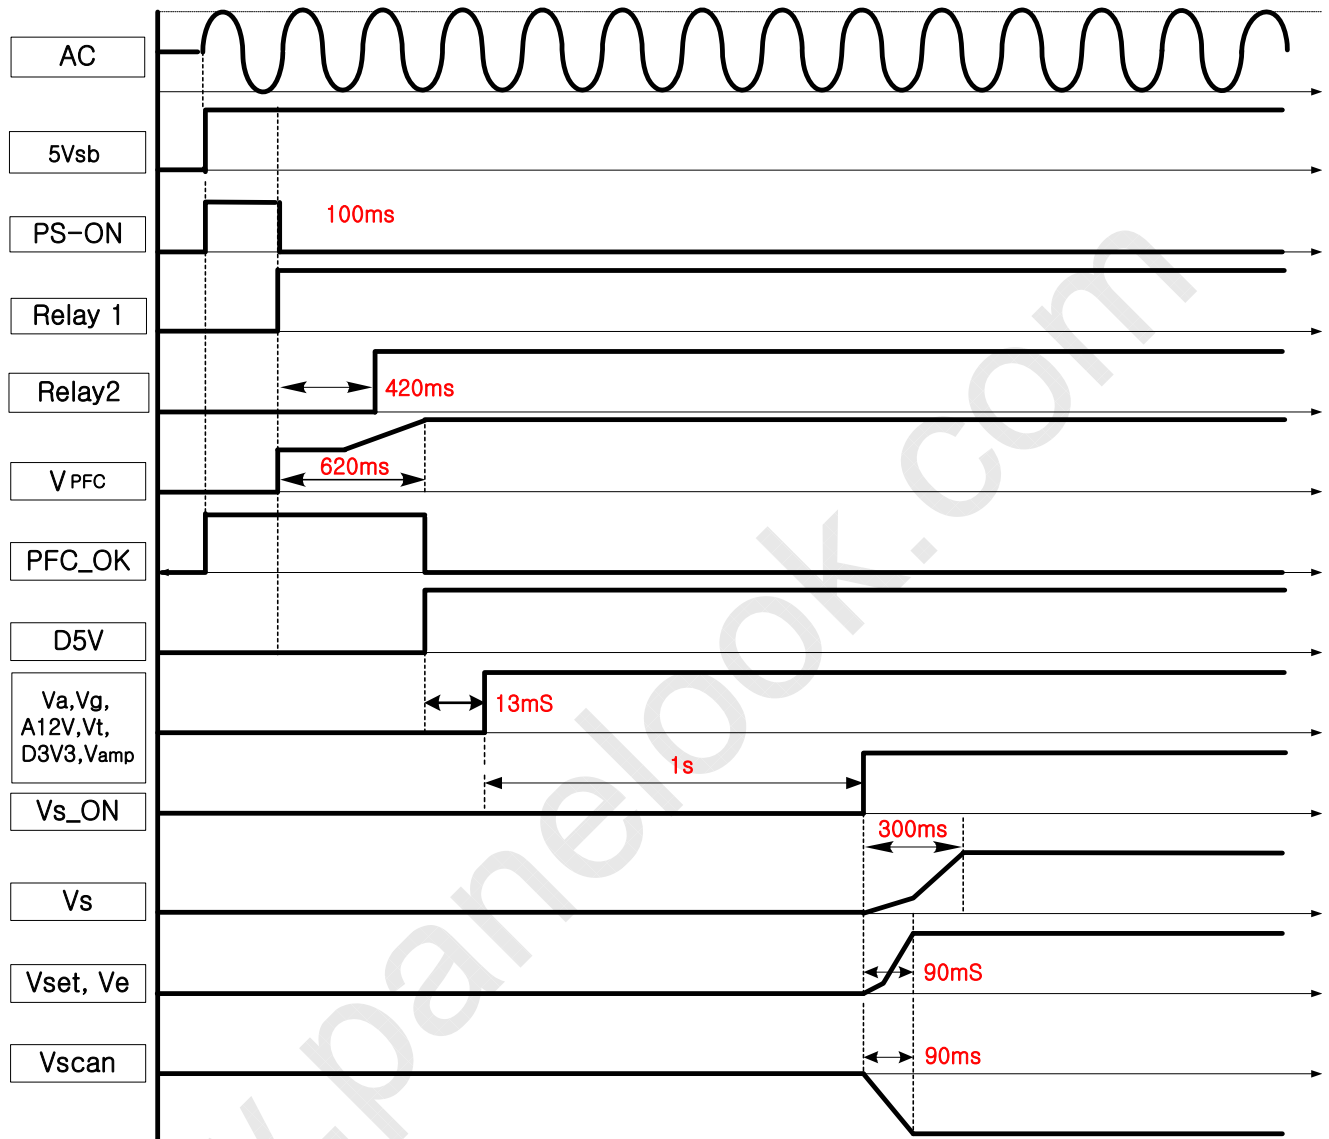 AC
5Vsb
PS-ON
100ms
Relay 1
Relay2
420ms
V PFC
620ms
PFC_OK
D5V
Va,Vg,
A12V,Vt,
D3V3,Vamp
13mS
1s
Vs_ON
300ms
Vs
Vset, Ve
90mS
Vscan
90ms
.panelook.com